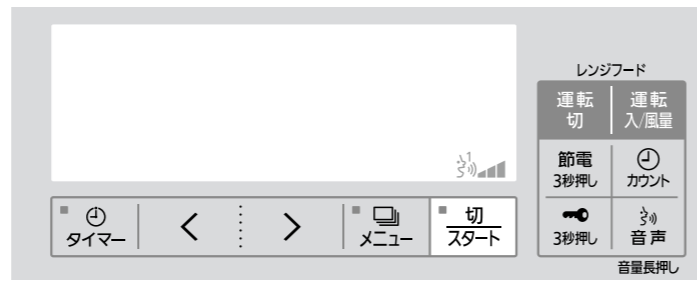 レンジフード
運転
切
運転
入/風量
節電
3秒押し
カウント
1
タイマー
メニュー
切
スタート
3秒押し
音声
音量長押し